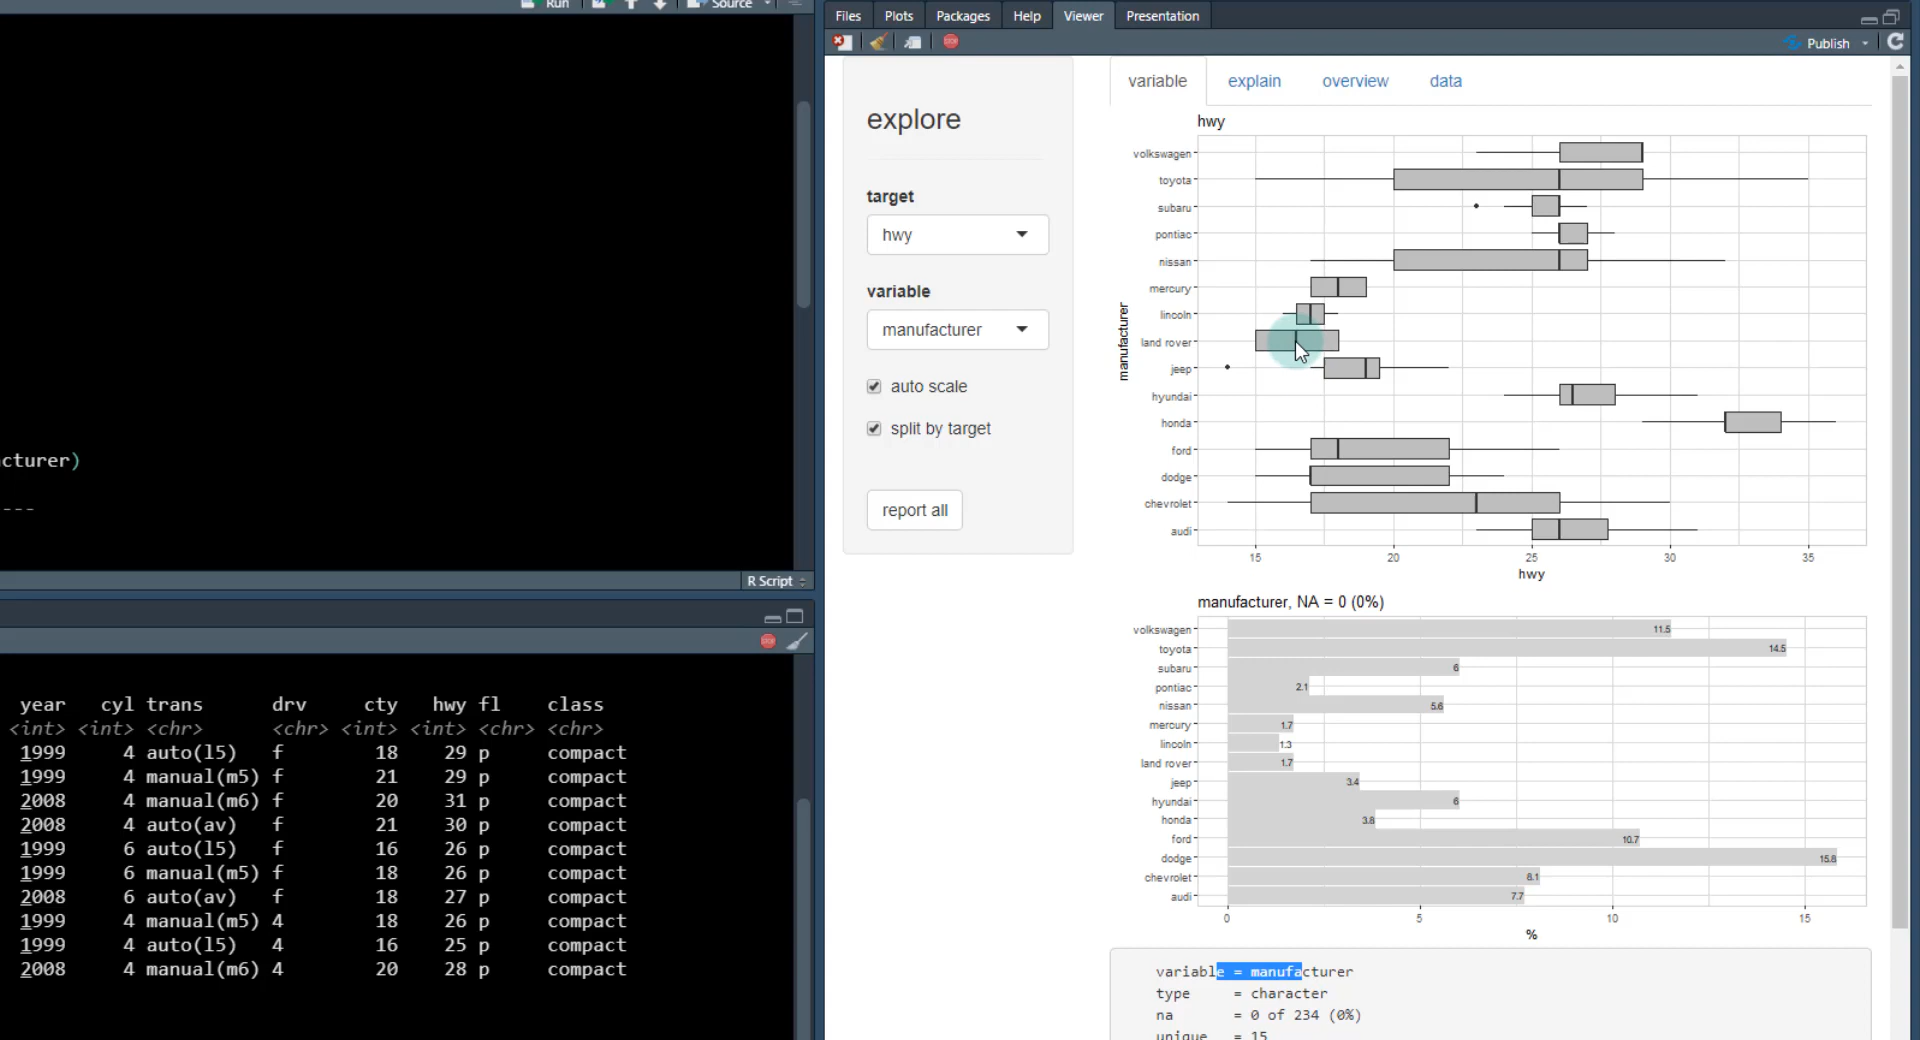 Run
Source
Files
Plots
Packages
Help
Viewer
Presentation
Publish
explore
target
hwy
variable
manufacturer
auto scale
split by target
report all
variable
explain
overview
data
hwy
volkswagen
toyota
subaru
pontiac
nissan
mercury
lincoln
land rover
jeep
hyundai
honda
ford
dodge
chevrolet
audi
manufacturer
15 20 25 30 35
hwy
manufacturer, NA = 0 (0%)
volkswagen 11.5
toyota 14.5
subaru 6
pontiac 2.1
nissan 5.6
mercury 1.7
lincoln 1.3
land rover 1.7
jeep 3.4
hyundai 6
honda 3.8
ford 10.7
dodge 15.8
chevrolet 8.1
audi 7.7
0 5 10 15
%
variable = manufacturer
type = character
na = 0 of 234 (0%)
unique = 15
cturer)
---
R Script
year cyl trans drv cty hwy fl class
<int> <int> <chr> <chr> <int> <int> <chr> <chr>
1999 4 auto(l5) f 18 29 p compact
1999 4 manual(m5) f 21 29 p compact
2008 4 manual(m6) f 20 31 p compact
2008 4 auto(av) f 21 30 p compact
1999 6 auto(l5) f 16 26 p compact
1999 6 manual(m5) f 18 26 p compact
2008 6 auto(av) f 18 27 p compact
1999 4 manual(m5) 4 18 26 p compact
1999 4 auto(l5) 4 16 25 p compact
2008 4 manual(m6) 4 20 28 p compact